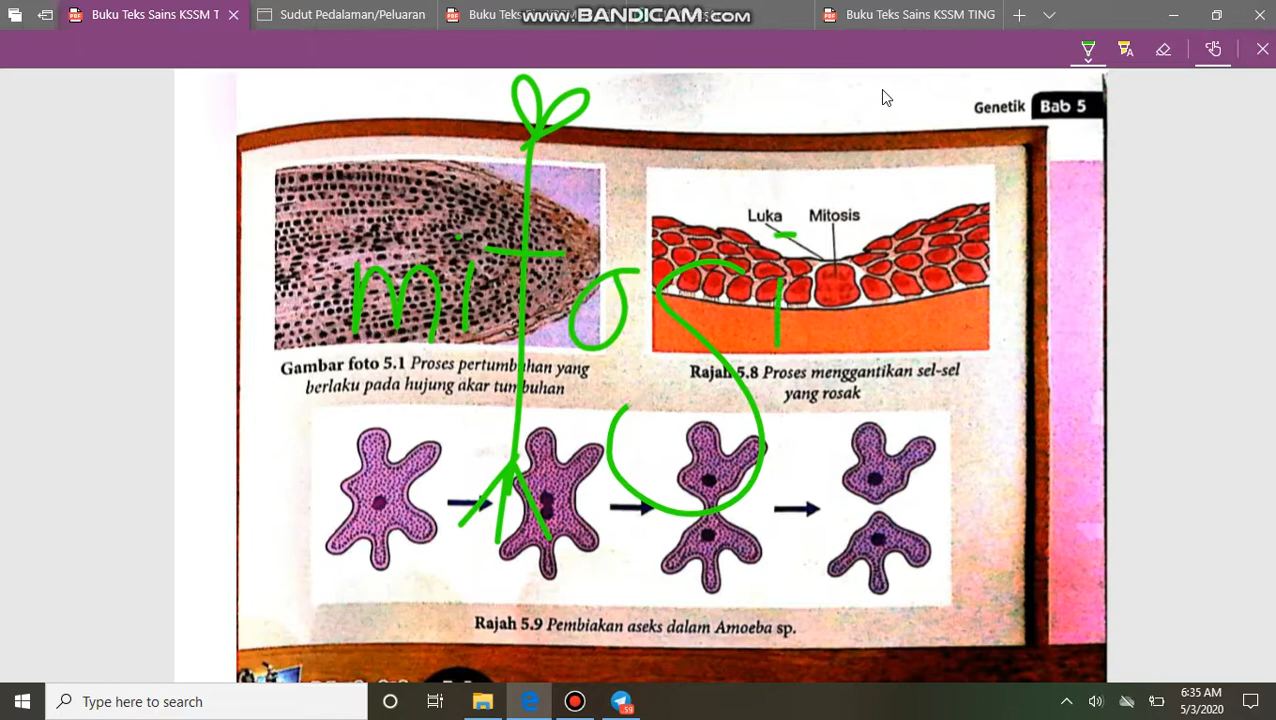 Buku Teks Sains KSSM T
Sudut Pedalaman/Peluaran
Buku Teks
www.BANDICAM.com
Buku Teks Sains KSSM TING
Genetik Bab 5
Luka Mitosis
mitosi
Gambar foto 5.1 Proses pertumbuhan yang
berlaku pada hujung akar tumbuhan
Rajah 5.8 Proses menggantikan sel-sel
yang rosak
Rajah 5.9 Pembiakan aseks dalam Amoeba sp.
Type here to search
59
6:35 AM
5/3/2020